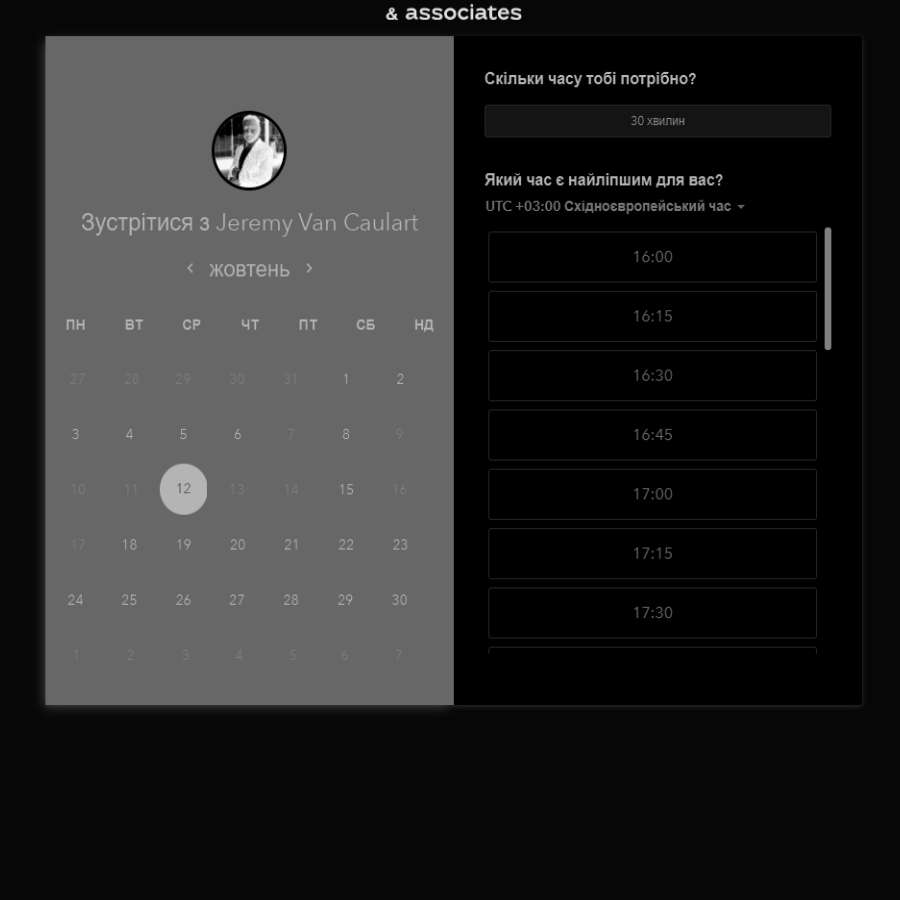 & associates
Зустрітися з Jeremy Van Caulart
жовтень
ПН ВТ СР ЧТ ПТ СБ НД
27 28 29 30 31 1 2
3 4 5 6 7 8 9
10 11 12 13 14 15 16
17 18 19 20 21 22 23
24 25 26 27 28 29 30
1 2 3 4 5 6 7
Скільки часу тобі потрібно?
30 хвилин
Який час є найліпшим для вас?
UTC +03:00 Східноєвропейський час
16:00
16:15
16:30
16:45
17:00
17:15
17:30